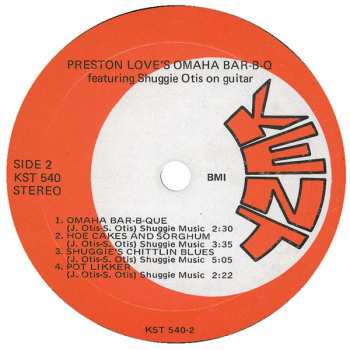 PRESTON LOVE'S OMAHA BAR-B-Q
featuring Shuggie Otis on guitar
KENT
SIDE 2
KST 540
STEREO
BMI
1. OMAHA BAR-B-QUE
(J. Otis-S. Otis) Shuggie Music 2:30
2. HOE CAKES AND SORGHUM
(J. Otis-S. Otis) Shuggie Music 3:35
3. SHUGGIE'S CHITTLIN BLUES
(J. Otis-S. Otis) Shuggie Music 5:05
4. POT LIKKER
(J. Otis-S. Otis) Shuggie Music 2:22
KST 540-2